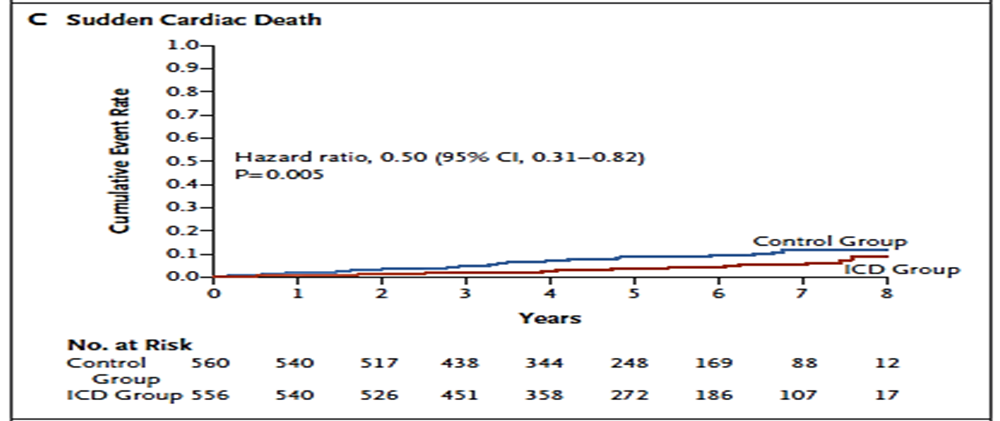 C Sudden Cardiac Death
1.0
0.9
0.8
0.7
0.6
0.5
0.4
0.3
0.2
0.1
0.0
Cumulative Event Rate
Hazard ratio, 0.50 (95% CI, 0.31–0.82)
P=0.005
Control Group
ICD Group
0 1 2 3 4 5 6 7 8
Years
No. at Risk
Control 560 540 517 438 344 248 169 88 12
Group
ICD Group 556 540 526 451 358 272 186 107 17